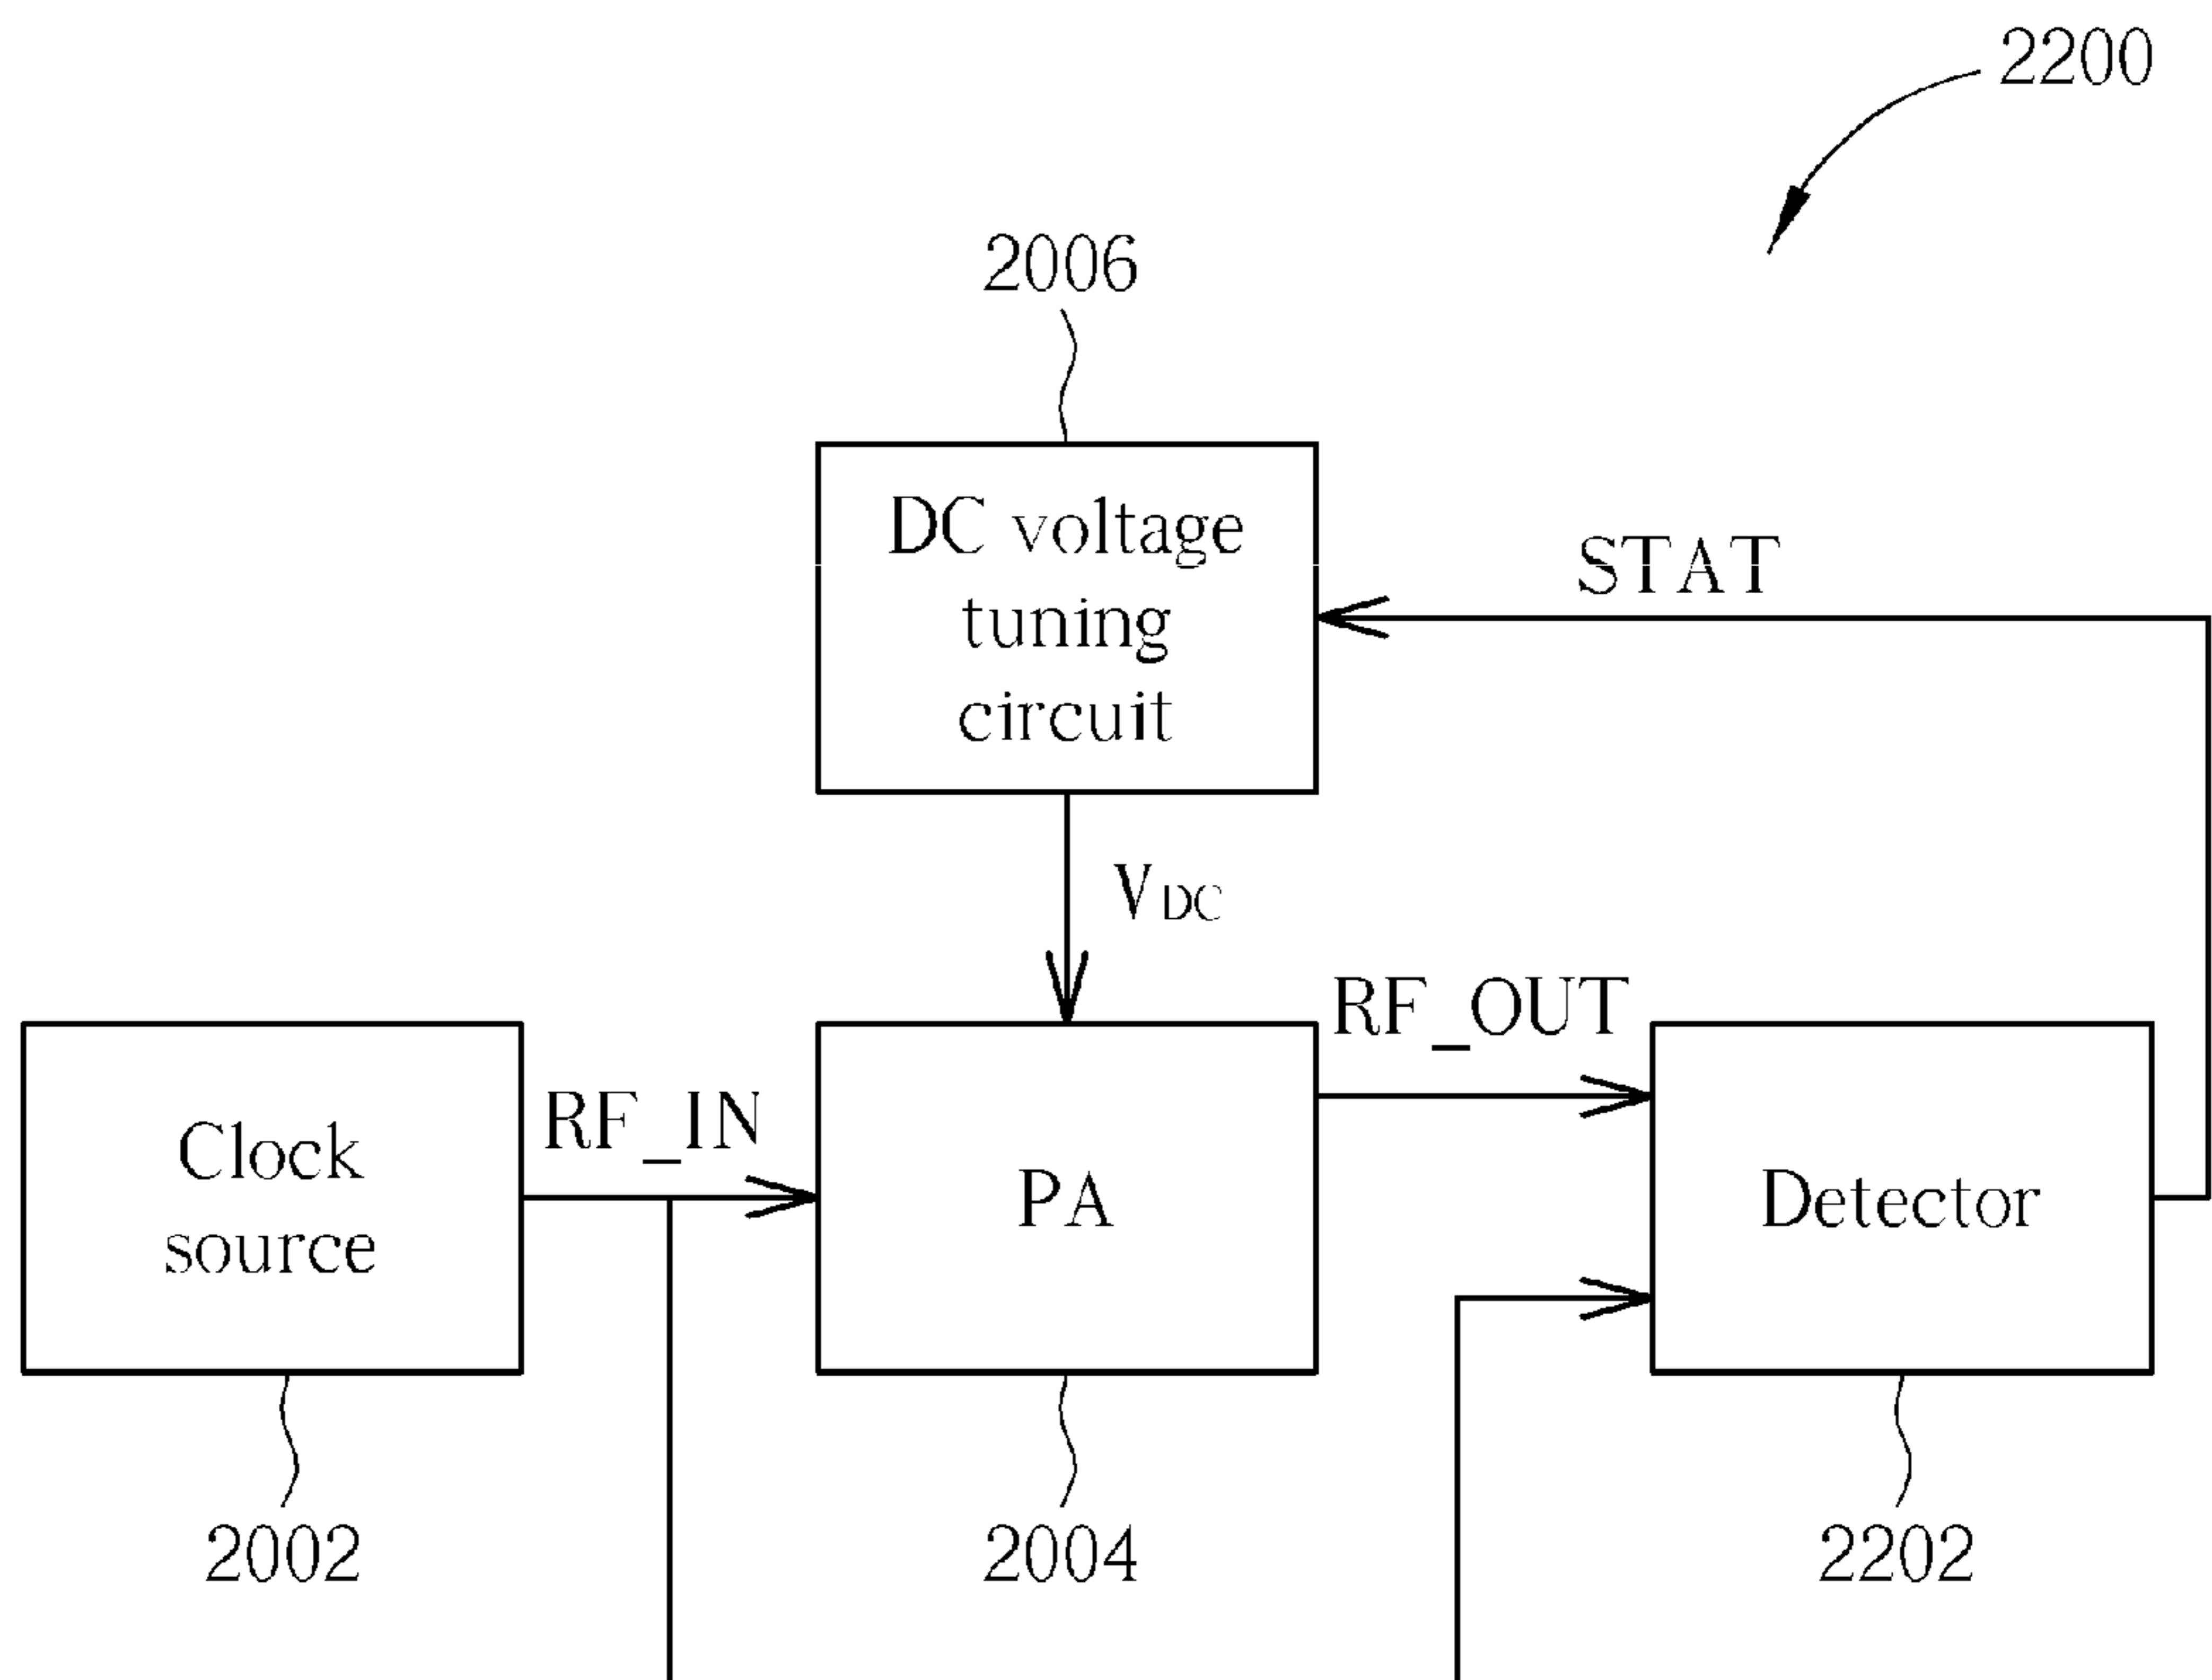 2200
2006
DC voltage
tuning
circuit
STAT
VDC
RF_OUT
RF_IN
Clock
source
PA
Detector
2002
2004
2202